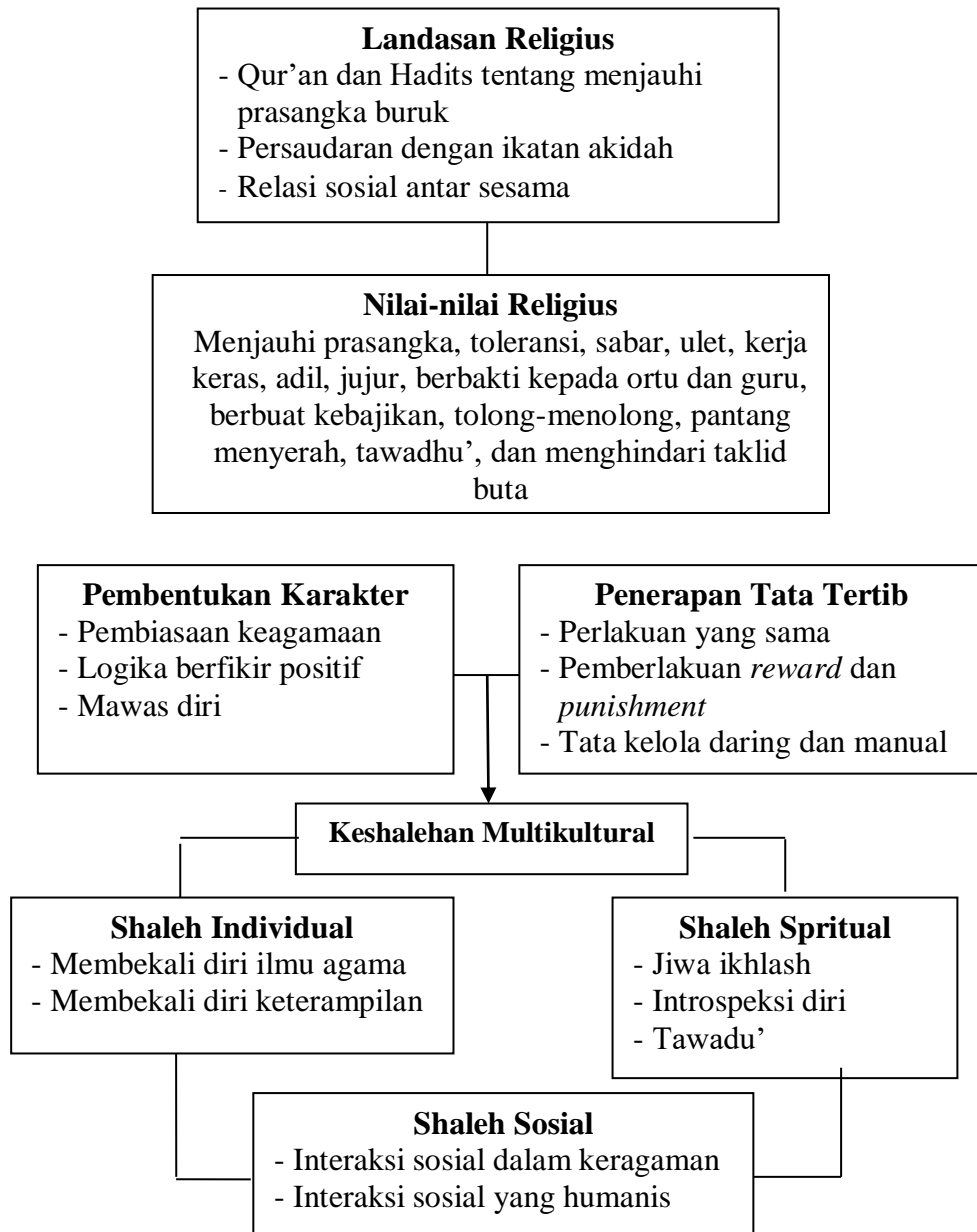 Landasan Religius
- Qur’an dan Hadits tentang menjauhi
prasangka buruk
- Persaudaran dengan ikatan akidah
- Relasi sosial antar sesama
Nilai-nilai Religius
Menjauhi prasangka, toleransi, sabar, ulet, kerja
keras, adil, jujur, berbakti kepada ortu dan guru,
berbuat kebajikan, tolong-menolong, pantang
menyerah, tawadhu’, dan menghindari taklid
buta
Pembentukan Karakter
- Pembiasaan keagamaan
- Logika berfikir positif
- Mawas diri
Penerapan Tata Tertib
- Perlakuan yang sama
- Pemberlakuan reward dan
punishment
- Tata kelola daring dan manual
Keshalehan Multikultural
Shaleh Individual
- Membekali diri ilmu agama
- Membekali diri keterampilan
Shaleh Spritual
- Jiwa ikhlash
- Introspeksi diri
- Tawadu’
Shaleh Sosial
- Interaksi sosial dalam keragaman
- Interaksi sosial yang humanis